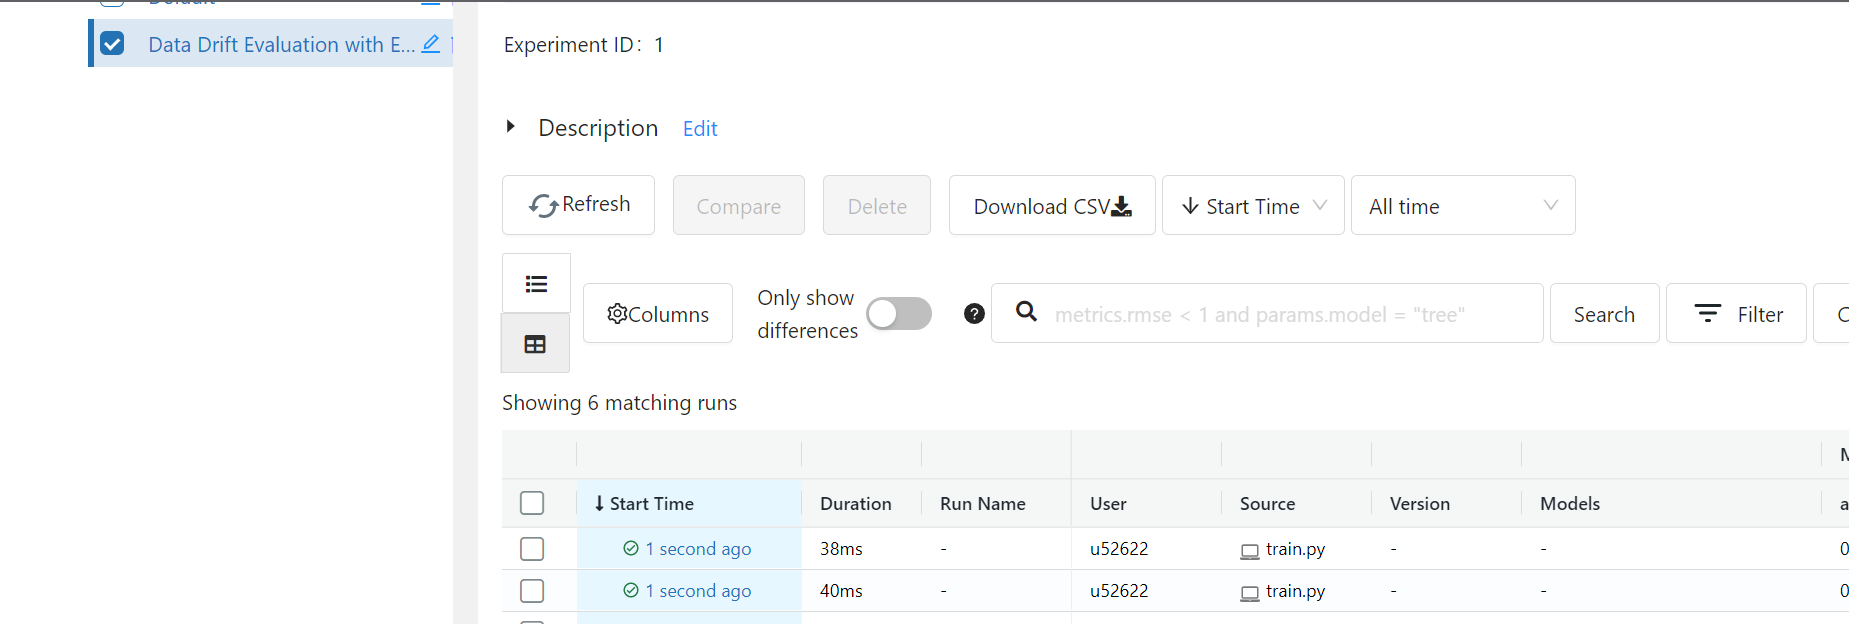 Default
Data Drift Evaluation with E...
Experiment ID: 1
Description Edit
Refresh Compare Delete Download CSV Start Time All time
Columns
Only show
differences
metrics.rmse < 1 and params.model = "tree"
Search Filter
Showing 6 matching runs
Start Time Duration Run Name User Source Version Models
1 second ago 38ms - u52622 train.py - -
1 second ago 40ms - u52622 train.py - -